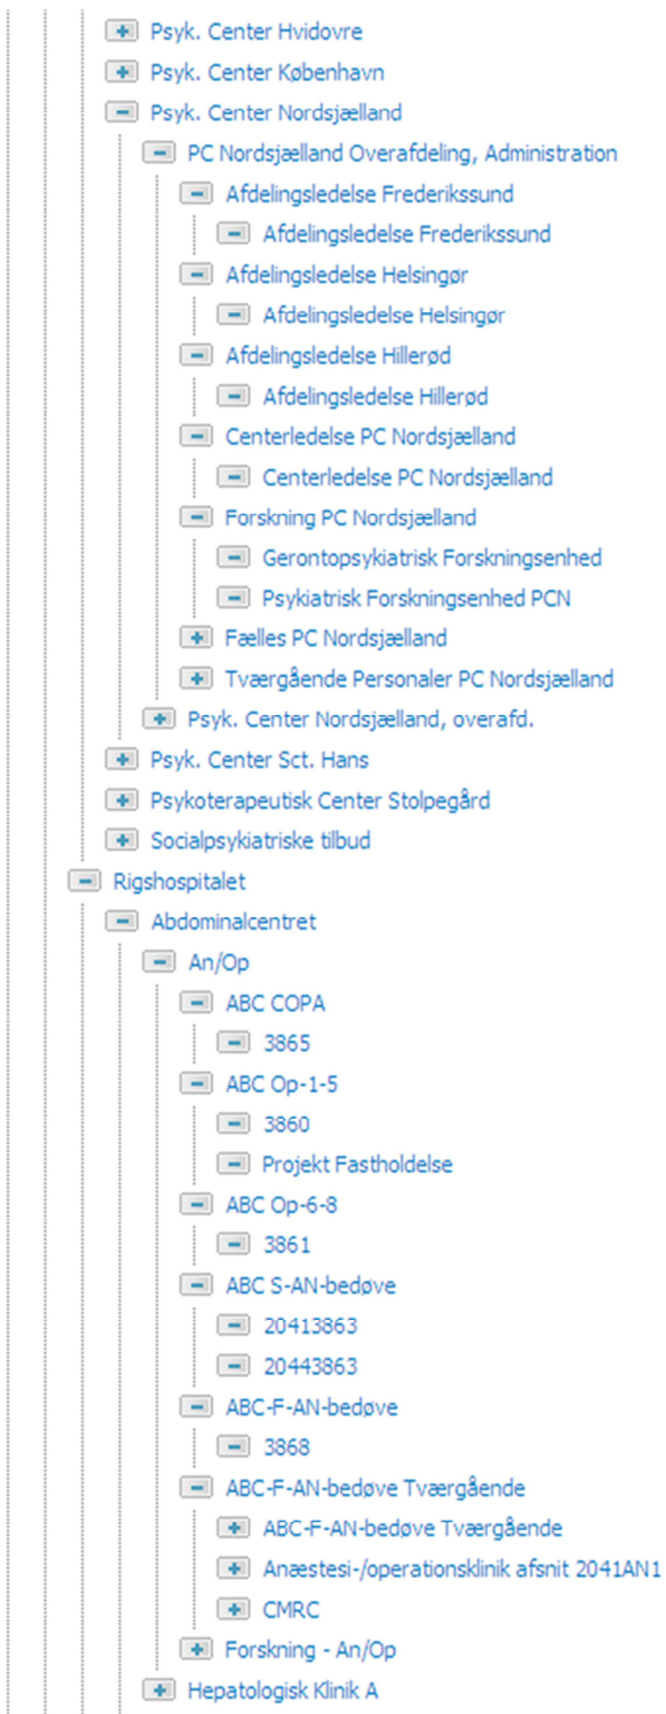 Psyk. Center Hvidovre
Psyk. Center København
Psyk. Center Nordsjælland
PC Nordsjælland Overafdeling, Administration
Afdelingsledelse Frederikssund
Afdelingsledelse Frederikssund
Afdelingsledelse Helsingør
Afdelingsledelse Helsingør
Afdelingsledelse Hillerød
Afdelingsledelse Hillerød
Centerledelse PC Nordsjælland
Centerledelse PC Nordsjælland
Forskning PC Nordsjælland
Gerontopsykiatrisk Forskningsenhed
Psykiatrisk Forskningsenhed PCN
Fælles PC Nordsjælland
Tværgående Personaler PC Nordsjælland
Psyk. Center Nordsjælland, overafd.
Psyk. Center Sct. Hans
Psykoterapeutisk Center Stolpegård
Socialpsykiatriske tilbud
Rigshospitalet
Abdominalcentret
An/Op
ABC COPA
3865
ABC Op-1-5
3860
Projekt Fastholdelse
ABC Op-6-8
3861
ABC S-AN-bedøve
20413863
20443863
ABC-F-AN-bedøve
3868
ABC-F-AN-bedøve Tværgående
ABC-F-AN-bedøve Tværgående
Anæstesi-/operationsklinik afsnit 2041AN1
CMRC
Forskning - An/Op
Hepatologisk Klinik A